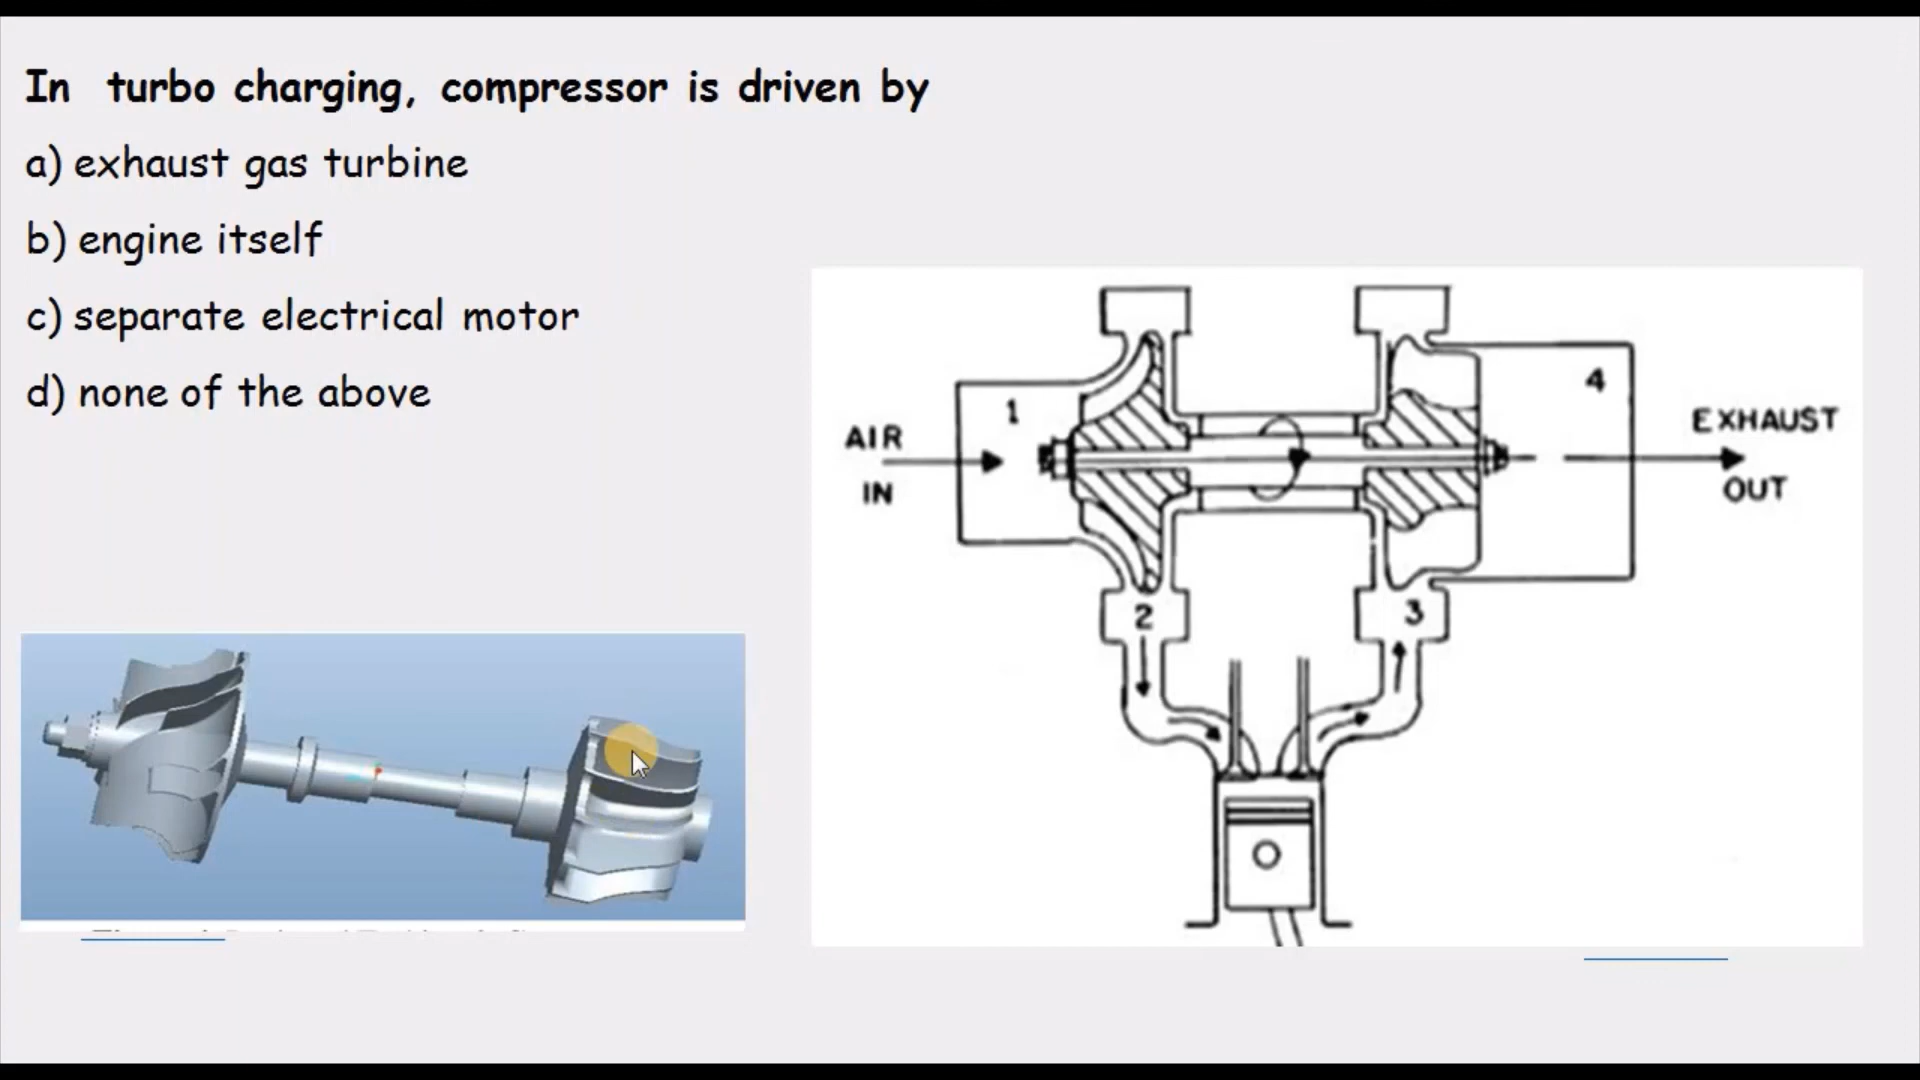 In turbo charging, compressor is driven by
a) exhaust gas turbine
b) engine itself
c) separate electrical motor
d) none of the above
1
4
AIR
IN
EXHAUST
OUT
2
3